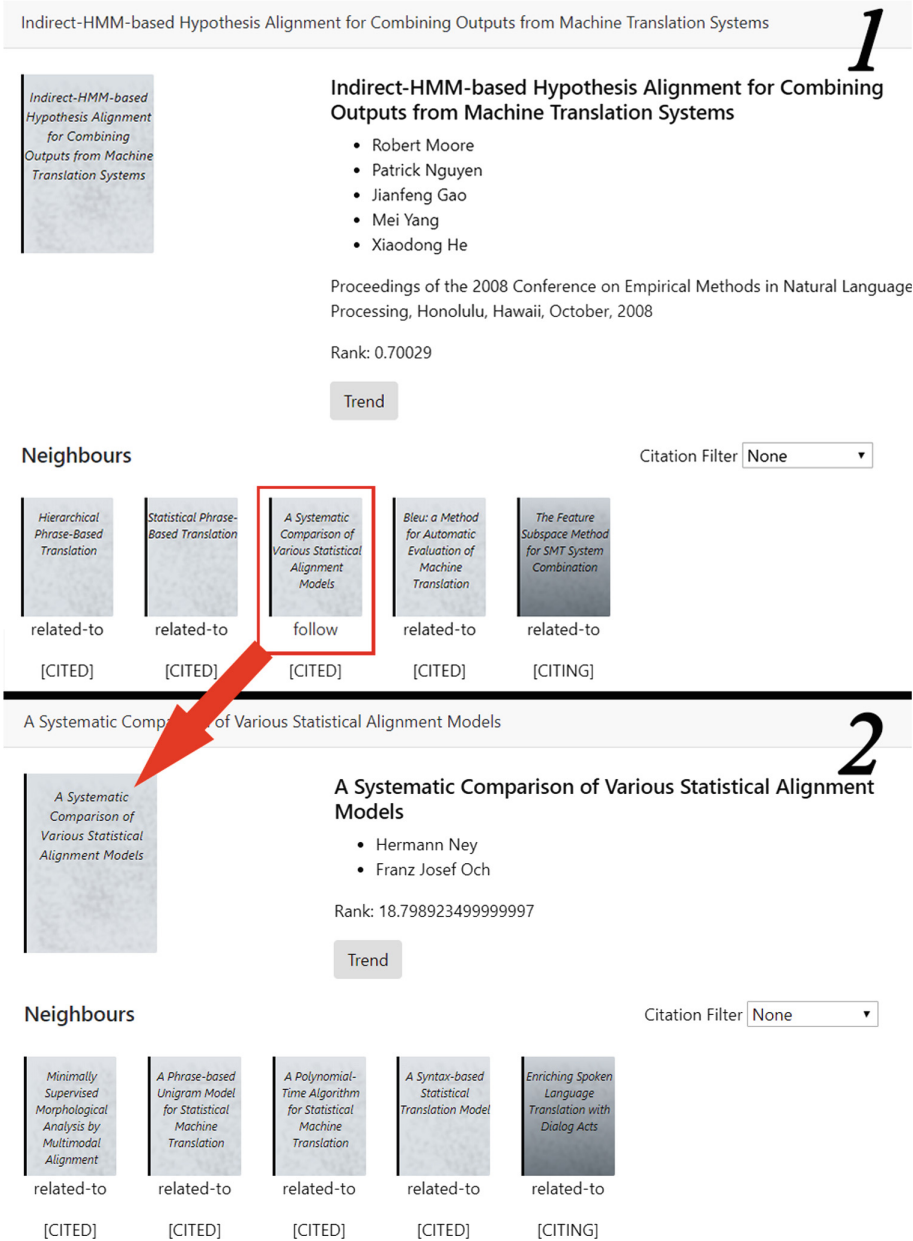 Indirect-HMM-based Hypothesis Alignment for Combining Outputs from Machine Translation Systems
1
Indirect-HMM-based
Hypothesis Alignment
for Combining
Outputs from Machine
Translation Systems
Indirect-HMM-based Hypothesis Alignment for Combining
Outputs from Machine Translation Systems
• Robert Moore
• Patrick Nguyen
• Jianfeng Gao
• Mei Yang
• Xiaodong He
Proceedings of the 2008 Conference on Empirical Methods in Natural Language
Processing, Honolulu, Hawaii, October, 2008
Rank: 0.70029
Trend
Neighbours
Citation Filter None
Hierarchical
Phrase-Based
Translation
related-to
[CITED]
Statistical Phrase-
Based Translation
related-to
[CITED]
A Systematic
Comparison of
Various Statistical
Alignment
Models
follow
[CITED]
Bleu: a Method
for Automatic
Evaluation of
Machine
Translation
related-to
[CITED]
The Feature
Subspace Method
for SMT System
Combination
related-to
[CITING]
A Systematic Comp of Various Statistical Alignment Models
2
A Systematic
Comparison of
Various Statistical
Alignment Models
A Systematic Comparison of Various Statistical Alignment
Models
• Hermann Ney
• Franz Josef Och
Rank: 18.798923499999997
Trend
Neighbours
Citation Filter None
Minimally
Supervised
Morphological
Analysis by
Multimodal
Alignment
related-to
[CITED]
A Phrase-based
Unigram Model
for Statistical
Machine
Translation
related-to
[CITED]
A Polynomial-
Time Algorithm
for Statistical
Machine
Translation
related-to
[CITED]
A Syntax-based
Statistical
Translation Model
related-to
[CITED]
Enriching Spoken
Language
Translation with
Dialog Acts
related-to
[CITING]